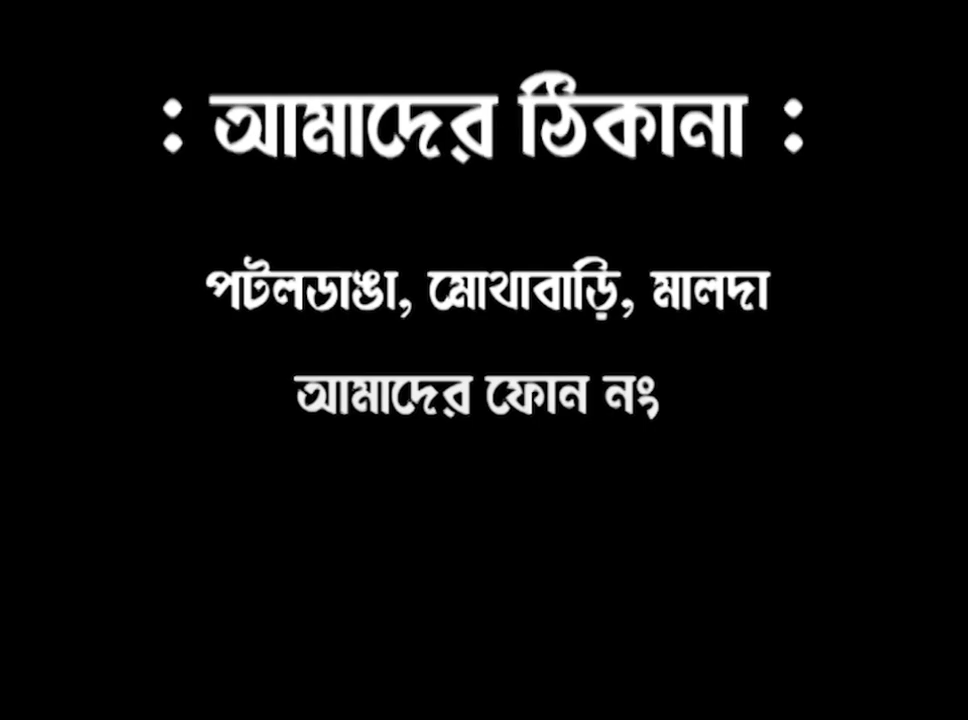 : আমাদের ঠিকানা :
পটলডাঙা, মোথাবাড়ি, মালদা
আমাদের ফোন নং